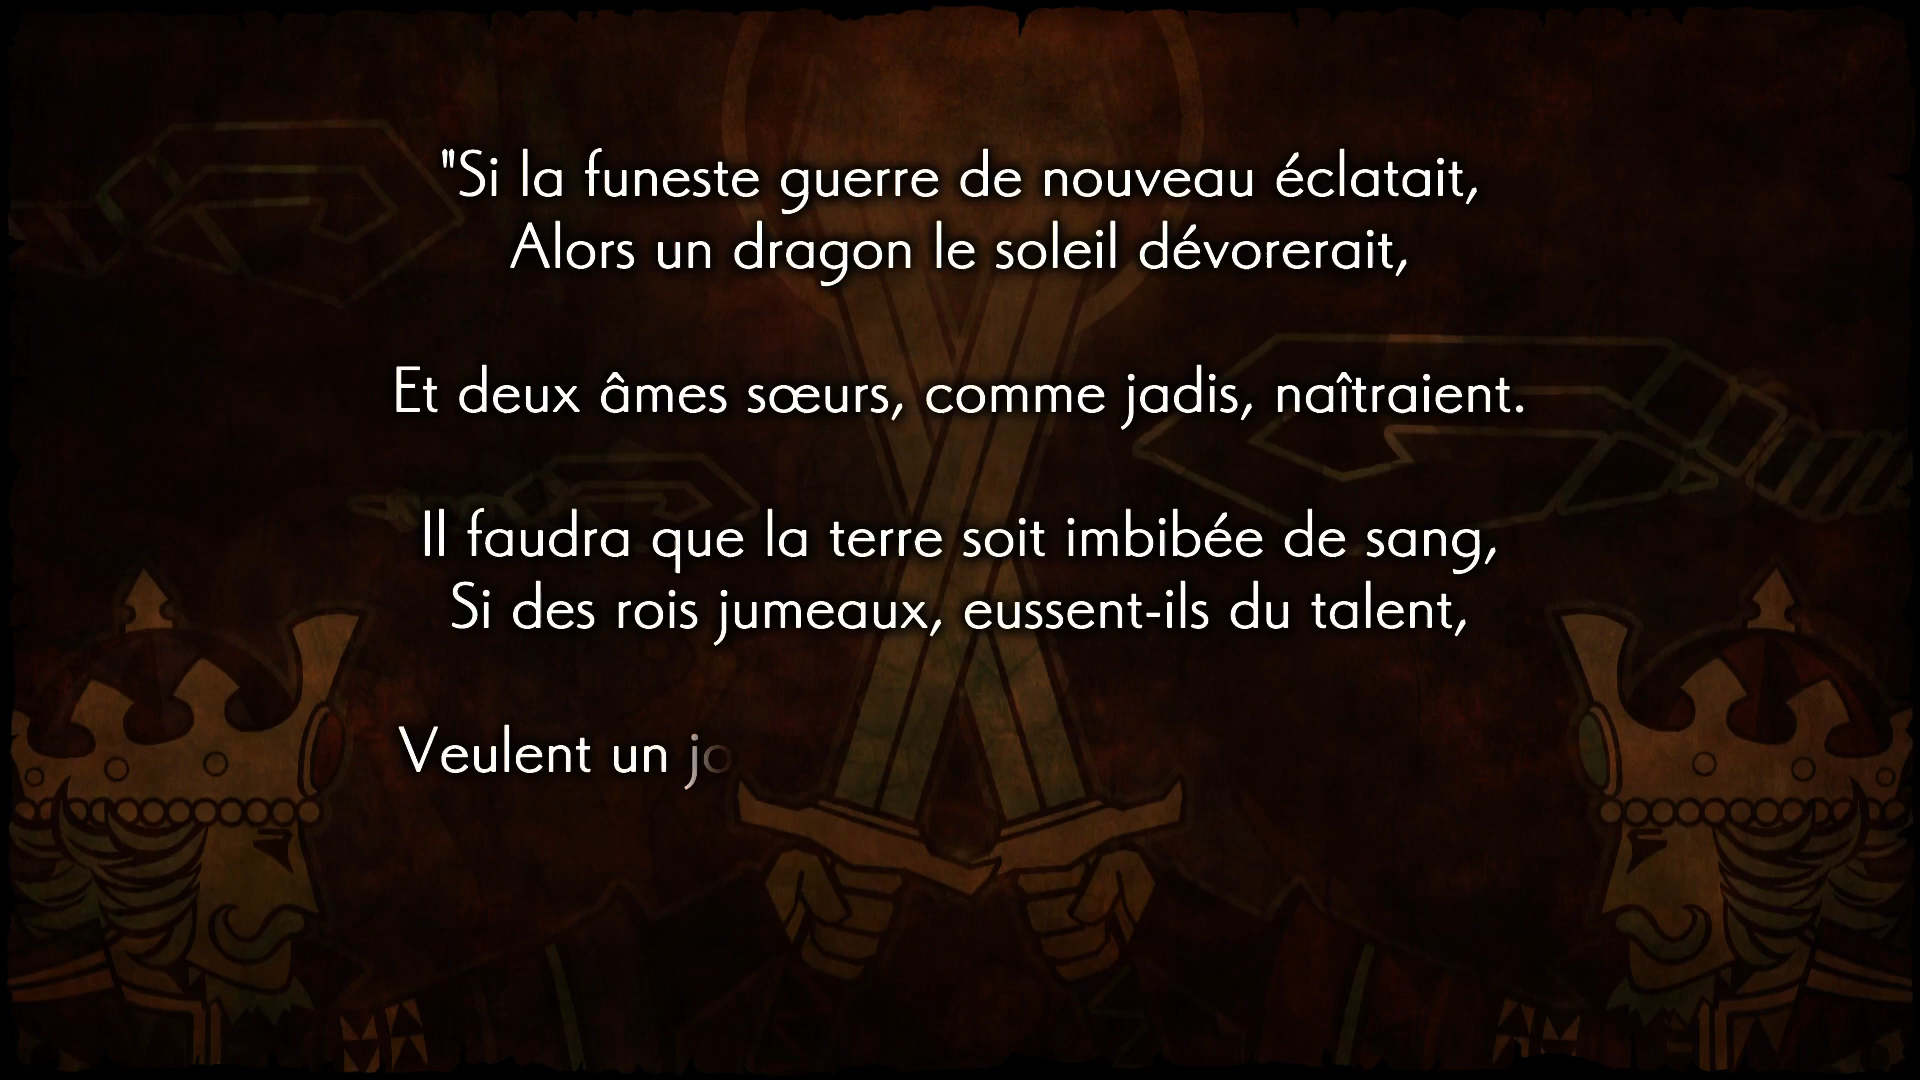 "Si la funeste guerre de nouveau éclatait,
Alors un dragon le soleil dévorerait,
Et deux âmes sœurs, comme jadis, naîtraient.
Il faudra que la terre soit imbibée de sang,
Si des rois jumeaux, eussent-ils du talent,
Veulent un jo